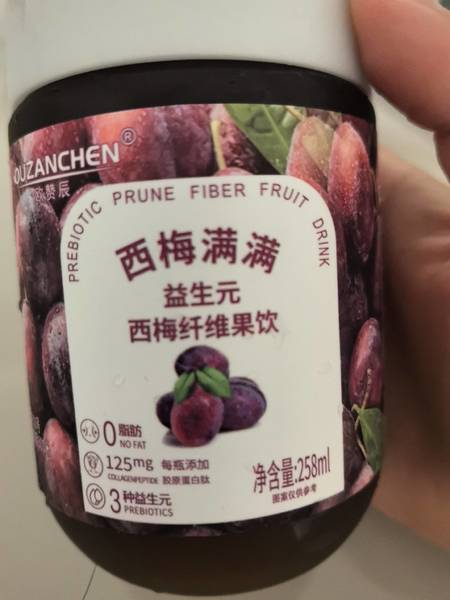 OUZANCHEN®
欧赞辰
PREBIOTIC PRUNE FIBER FRUIT DRINK
西梅满满
益生元
西梅纤维果饮
0 脂肪
NO FAT
125mg 每瓶添加
COLLAGENPEPTIDE 胶原蛋白肽
3 种益生元
PREBIOTICS
净含量:258ml
图案仅供参考